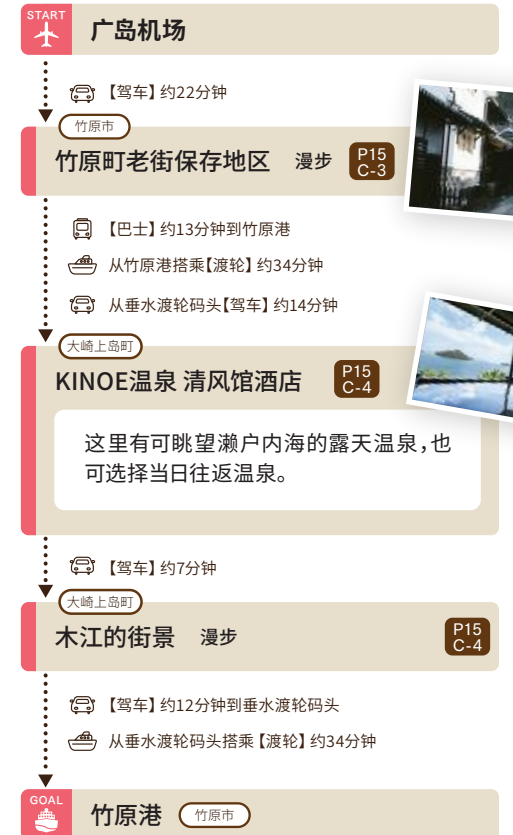 START
广岛机场
【驾车】约22分钟
竹原市
竹原町老街保存地区 漫步 P15 C-3
【巴士】约13分钟到竹原港
从竹原港搭乘【渡轮】约34分钟
从垂水渡轮码头【驾车】约14分钟
大崎上岛町
KINOE温泉 清风馆酒店 P15 C-4
这里有可眺望濑户内海的露天温泉，也
可选择当日往返温泉。
【驾车】约7分钟
大崎上岛町
木江的街景 漫步 P15 C-4
【驾车】约12分钟到垂水渡轮码头
从垂水渡轮码头搭乘【渡轮】约34分钟
GOAL
竹原港 竹原市